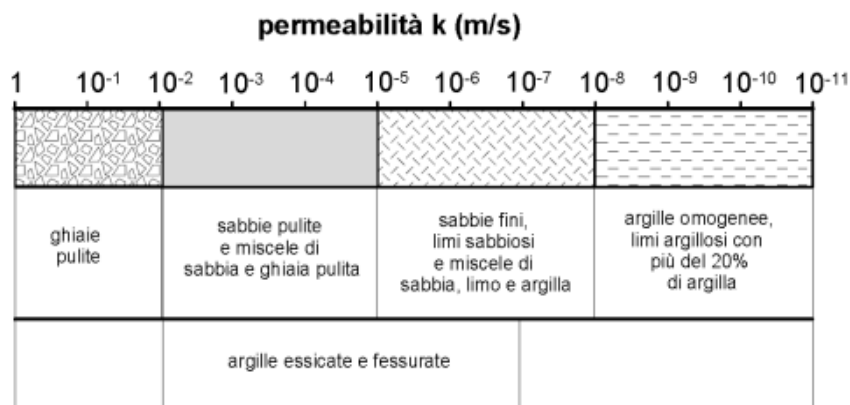 permeabilità k (m/s)
1 10-1 10-2 10-3 10-4 10-5 10-6 10-7 10-8 10-9 10-10 10-11
ghiaie
pulite
sabbie pulite
e miscele di
sabbia e ghiaia pulita
sabbie fini,
limi sabbiosi
e miscele di
sabbia, limo e argilla
argille omogenee,
limi argillosi con
più del 20%
di argilla
argille essicate e fessurate